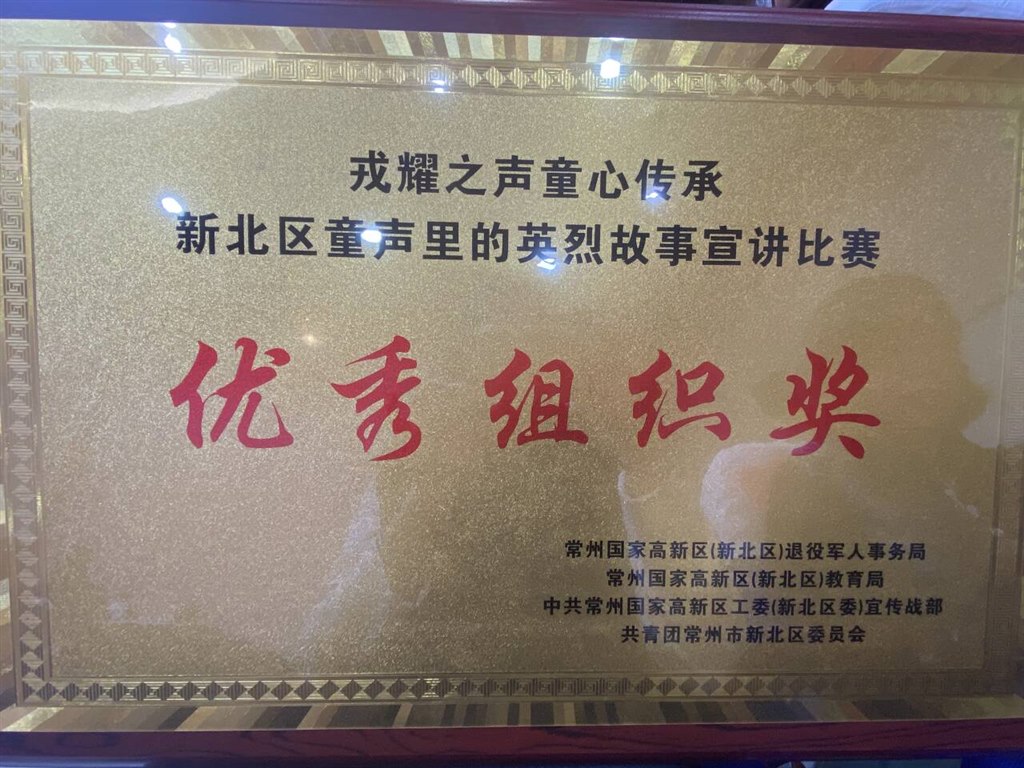 戎耀之声童心传承
新北区童声里的英烈故事宣讲比赛
优秀组织奖
常州国家高新区(新北区)退役军人事务局
常州国家高新区(新北区)教育局
中共常州国家高新区工委(新北区委)宣传战部
共青团常州市新北区委员会